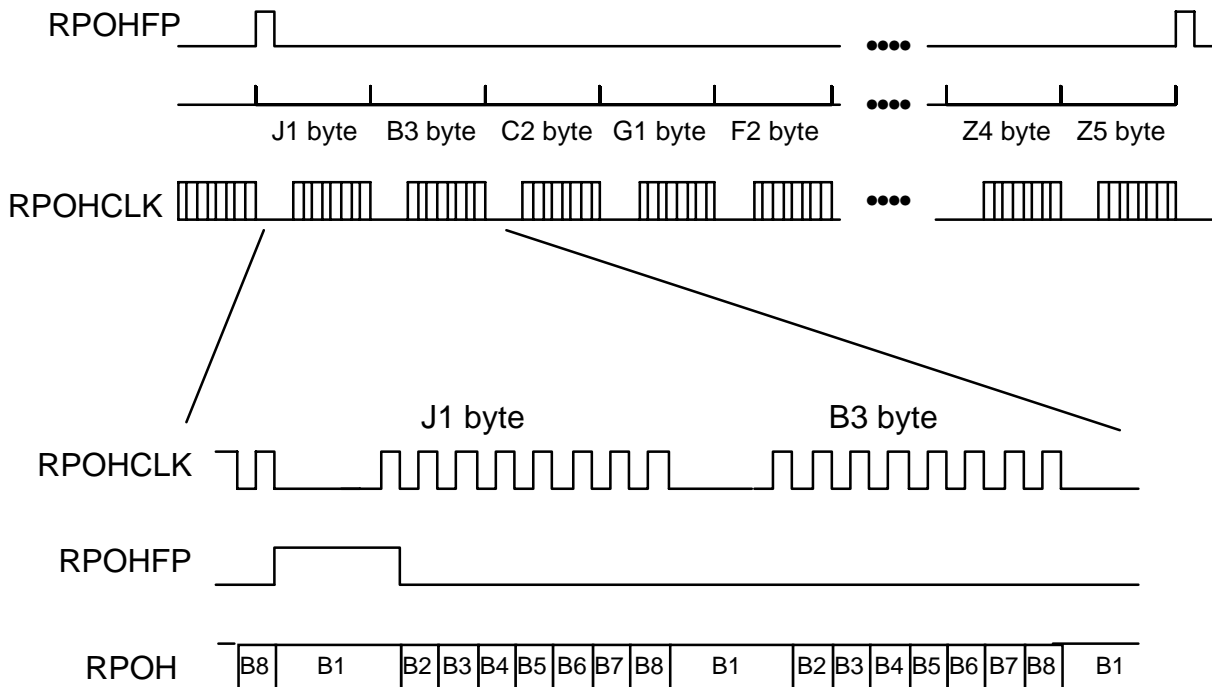 RPOHFP
J1 byte B3 byte C2 byte G1 byte F2 byte Z4 byte Z5 byte
RPOHCLK
J1 byte B3 byte
RPOHCLK
RPOHFP
RPOH B8 B1 B2 B3 B4 B5 B6 B7 B8 B1 B2 B3 B4 B5 B6 B7 B8 B1